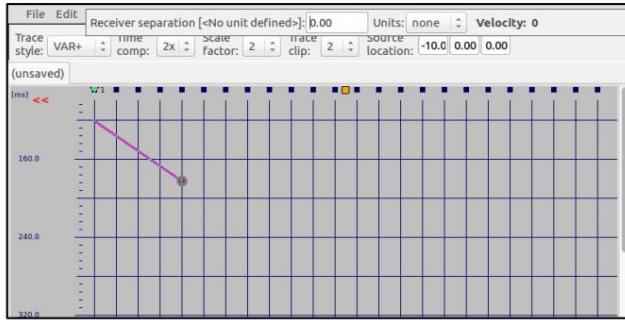 File Edit
Receiver separation [<No unit defined>]: 0.00 Units: none Velocity: 0
Trace style: VAR+ Time comp: 2x Scale factor: 2 Trace clip: 2 Source location: -10.0 0.00 0.00
(unsaved)
[ms] << 1
160.0
240.0
320.0